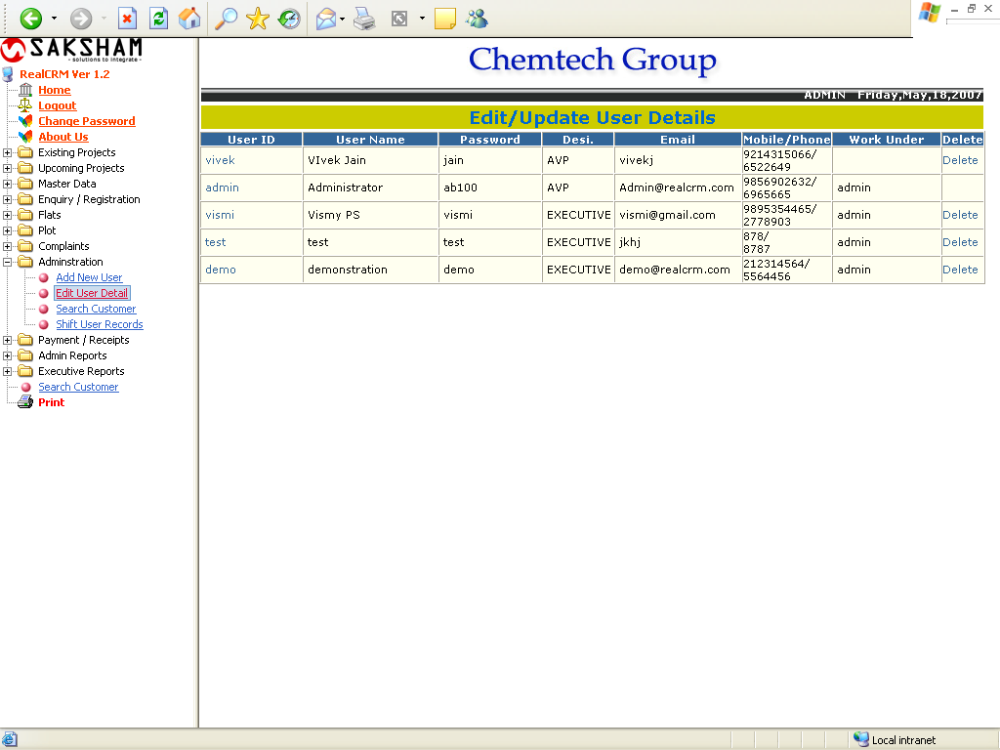 SAKSHAM
- solutions to integrate -
RealCRM Ver 1.2
Home
Logout
Change Password
About Us
Existing Projects
Upcoming Projects
Master Data
Enquiry / Registration
Flats
Plot
Complaints
Adminstration
Add New User
Edit User Detail
Search Customer
Shift User Records
Payment / Receipts
Admin Reports
Executive Reports
Search Customer
Print
Chemtech Group
ADMIN Friday,May,18,2007
Edit/Update User Details
User ID User Name Password Desi. Email Mobile/Phone Work Under Delete
vivek VIvek Jain jain AVP vivekj 9214315066/ Delete
6522649
admin Administrator ab100 AVP Admin@realcrm.com 9856902632/ admin
6965665
vismi Vismy PS vismi EXECUTIVE vismi@gmail.com 9895354465/ admin Delete
2778903
test test test EXECUTIVE jkhj 878/ admin Delete
8787
demo demonstration demo EXECUTIVE demo@realcrm.com 212314564/ admin Delete
5564456
Local intranet